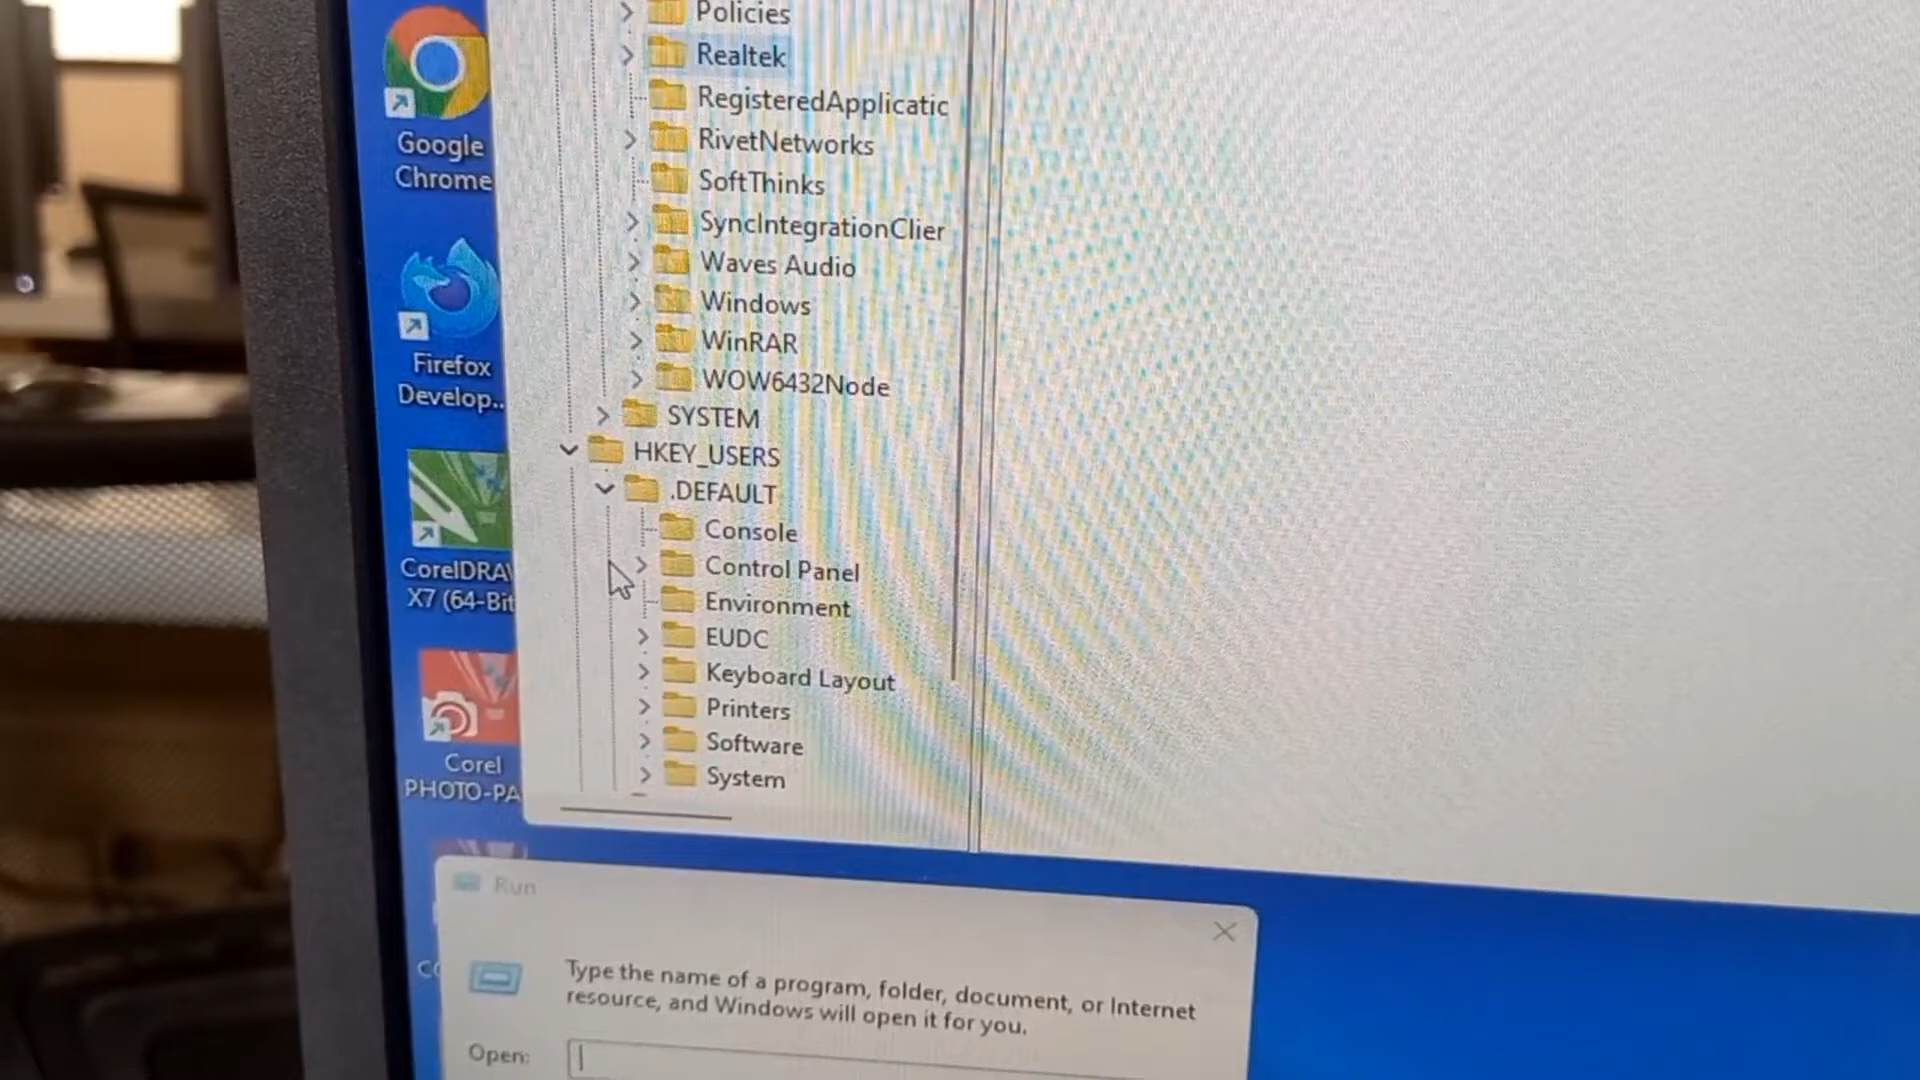 Policies
Realtek
RegisteredApplicatic
RivetNetworks
SoftThinks
SyncIntegrationClier
Waves Audio
Windows
WinRAR
WOW6432Node
SYSTEM
HKEY_USERS
.DEFAULT
Console
Control Panel
Environment
EUDC
Keyboard Layout
Printers
Software
System
Google
Chrome
Firefox
Develop...
CorelDRAW
X7 (64-Bit
Corel
PHOTO-PA
Run
Type the name of a program, folder, document, or Internet
resource, and Windows will open it for you.
Open: